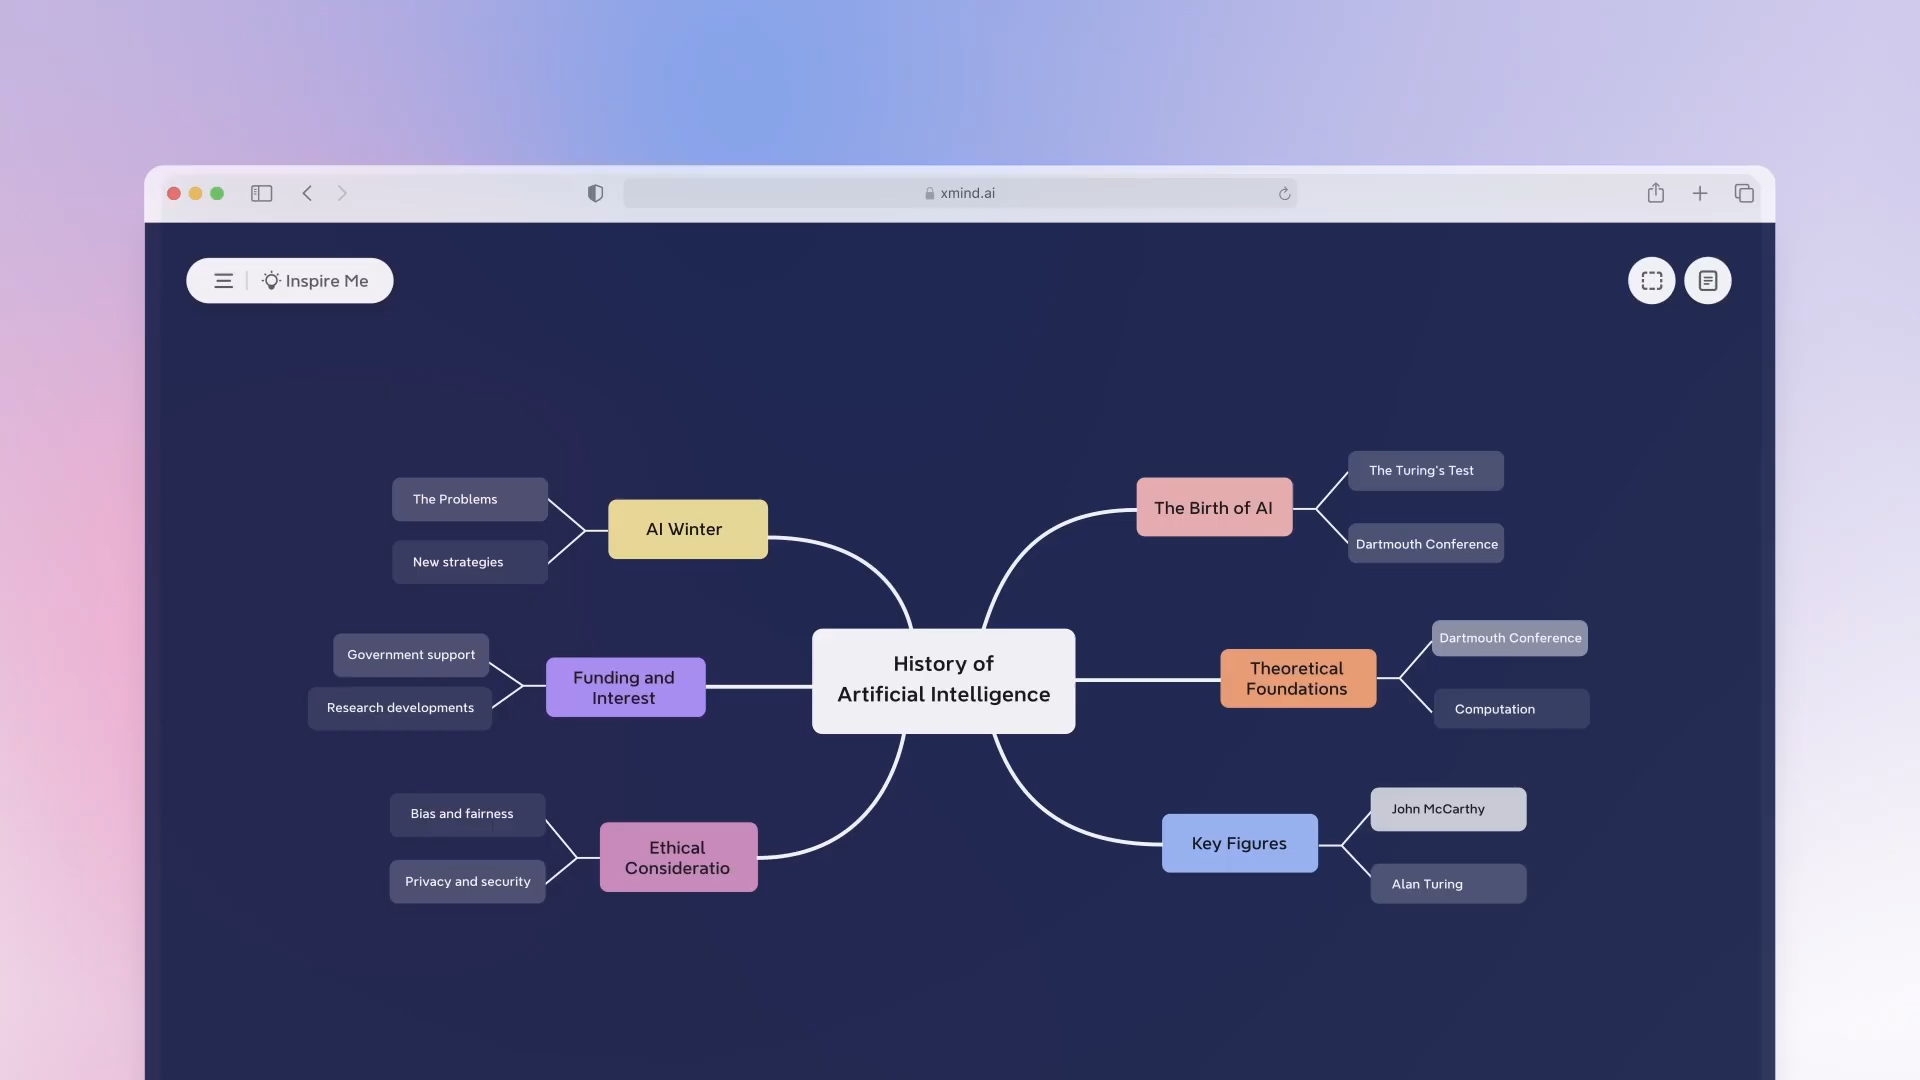 xmind.ai
Inspire Me
The Problems
New strategies
AI Winter
Government support
Research developments
Funding and
Interest
Bias and fairness
Privacy and security
Ethical
Consideratio
History of
Artificial Intelligence
The Birth of AI
The Turing's Test
Dartmouth Conference
Theoretical
Foundations
Dartmouth Conference
Computation
Key Figures
John McCarthy
Alan Turing